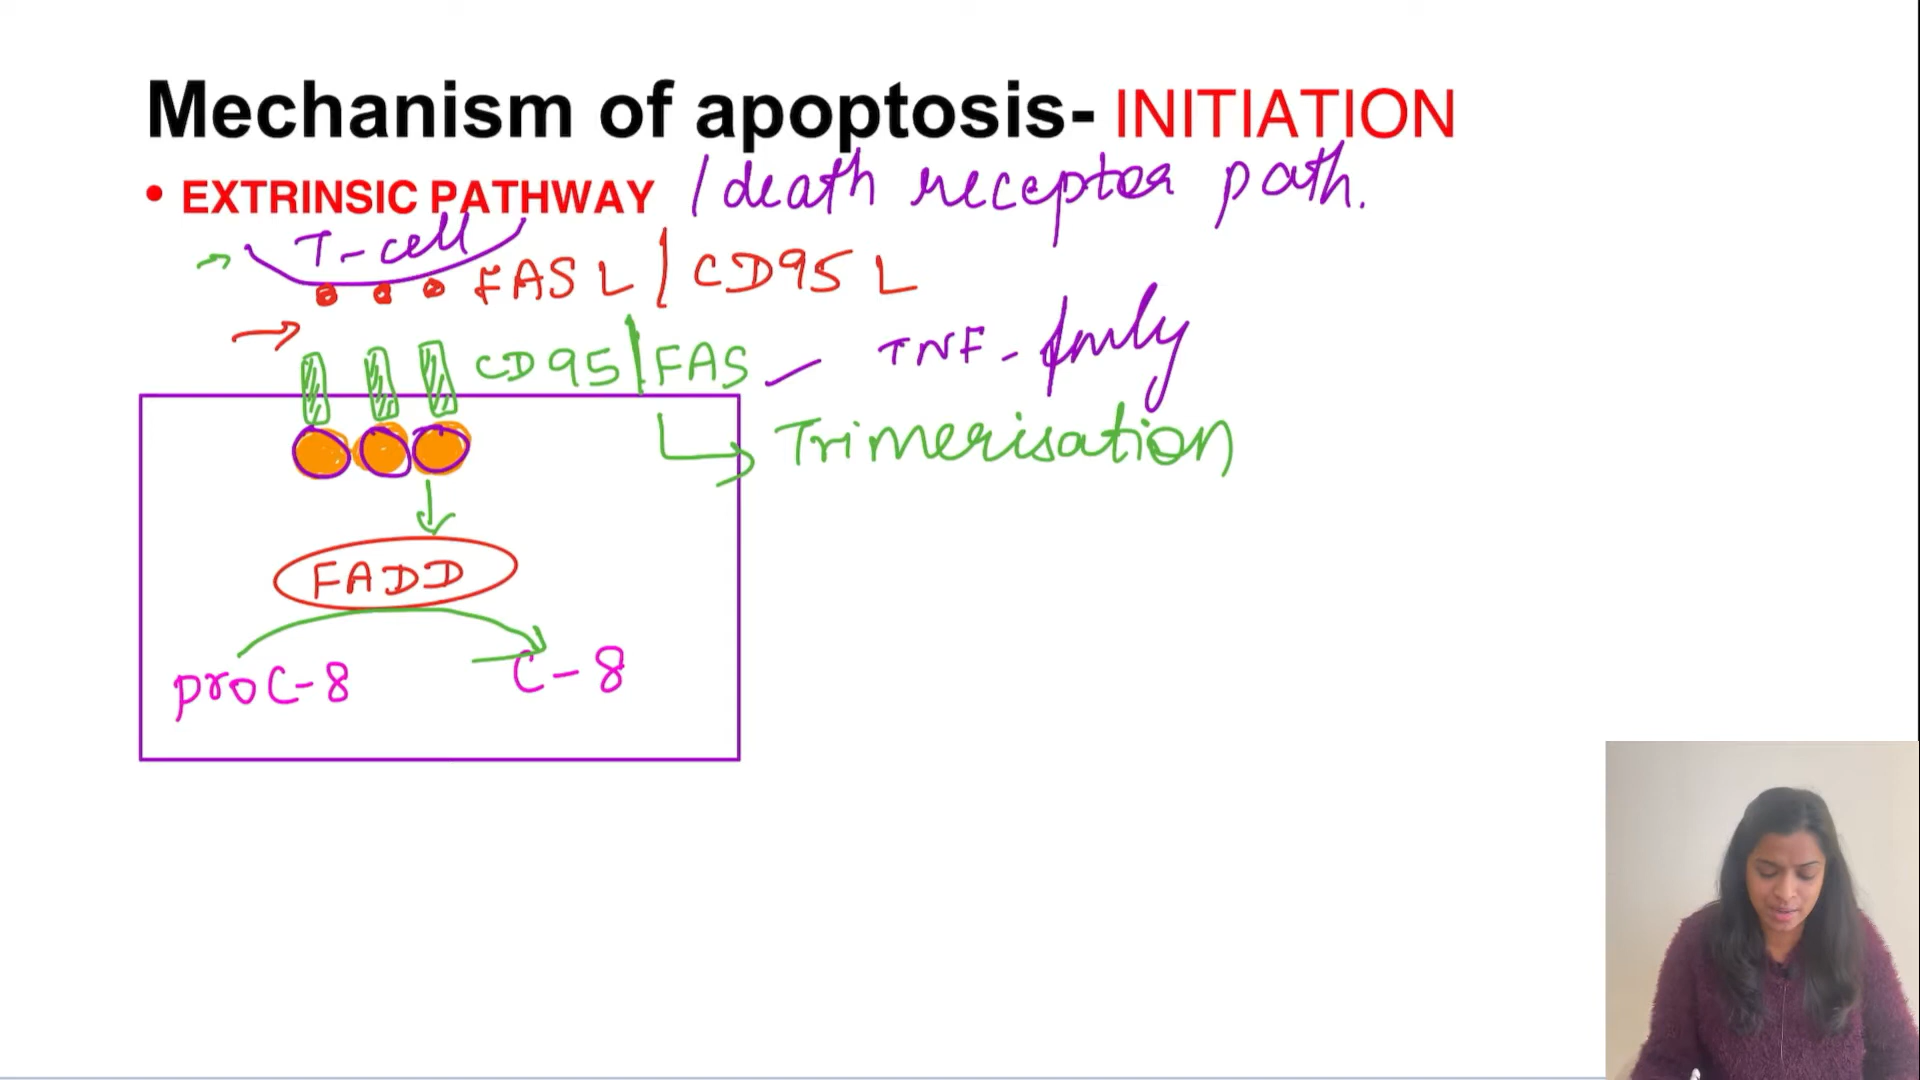 Mechanism of apoptosis- INITIATION
• EXTRINSIC PATHWAY / death receptor path.
T-cell
FAS L / CD95 L
CD95 | FAS - TNF - family
Trimerisation
FADD
proC-8
C-8